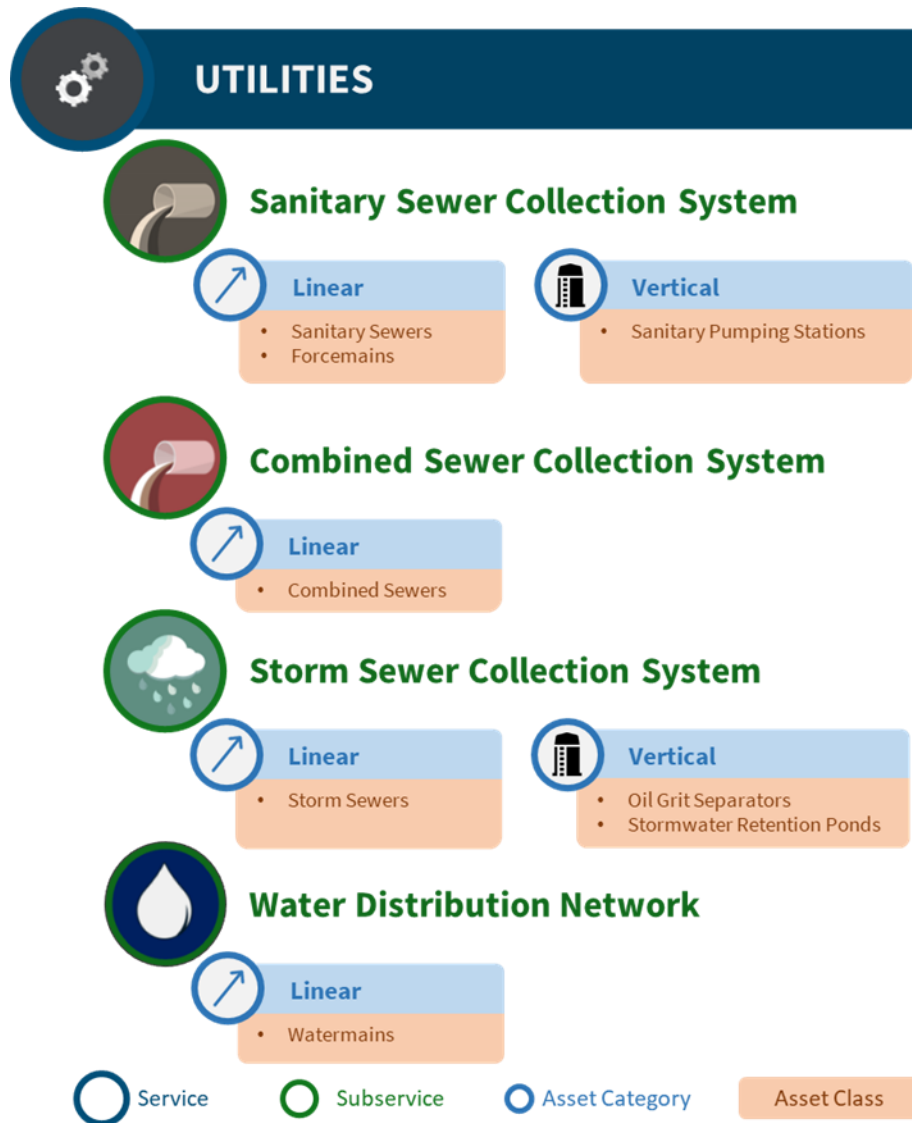 UTILITIES
Sanitary Sewer Collection System
Linear
• Sanitary Sewers
• Forcemains
Vertical
• Sanitary Pumping Stations
Combined Sewer Collection System
Linear
• Combined Sewers
Storm Sewer Collection System
Linear
• Storm Sewers
Vertical
• Oil Grit Separators
• Stormwater Retention Ponds
Water Distribution Network
Linear
• Watermains
Service
Subservice
Asset Category
Asset Class